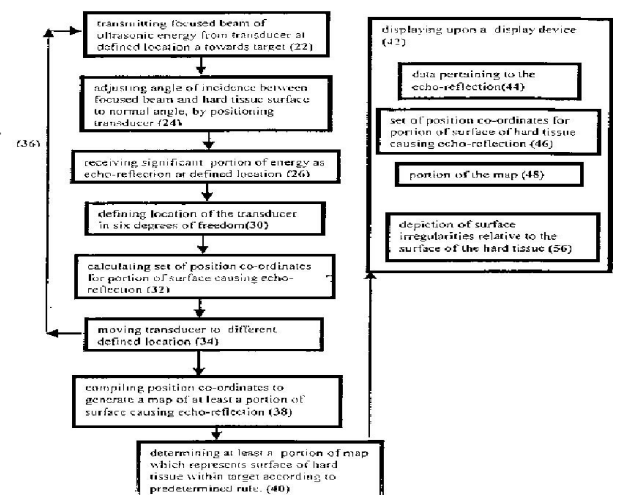 transmitting focused beam of
ultrasonic energy from transducer at
defined location a towards target (22)
adjusting angle of incidence between
focused beam and hard tissue surface
to normal angle, by positioning
transducer (24)
(36)
receiving significant portion of energy as
echo-reflection at defined location (26)
defining location of the transducer
in six degrees of freedom(30)
calculating set of position co-ordinates
for portion of surface causing echo-
reflection (32)
moving transducer to different
defined location (34)
compiling position co-ordinates to
generate a map of at least a portion of
surface causing echo-reflection (38)
determining at least a portion of map
which represents surface of hard
tissue within target according to
predetermined rule. (40)
displaying upon a display device
(42)
data pertaining to the
echo-reflection(44)
set of position co-ordinates for
portion of surface of hard tissue
causing echo-reflection (46)
portion of the map (48)
depiction of surface
irregularities relative to the
surface of the hard tissue (56)